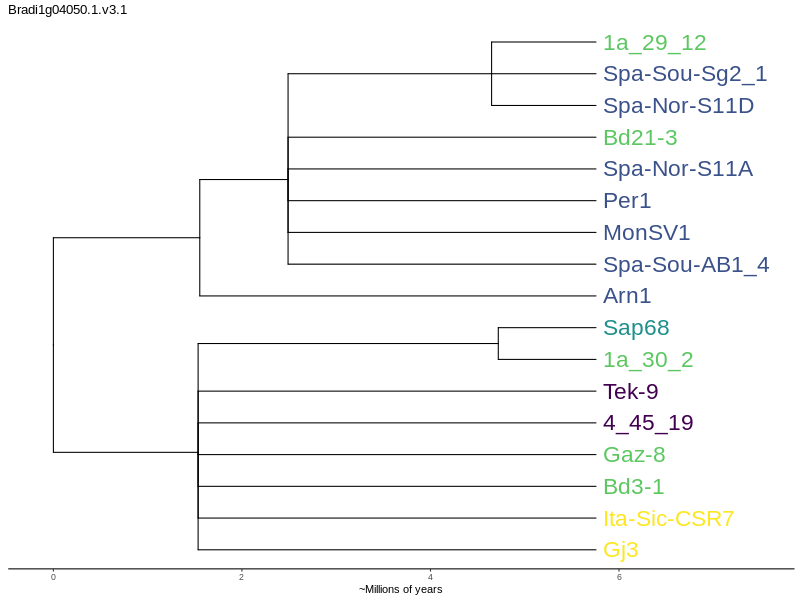 Bradi1g04050.1.v3.1
1a_29_12
Spa-Sou-Sg2_1
Spa-Nor-S11D
Bd21-3
Spa-Nor-S11A
Per1
MonSV1
Spa-Sou-AB1_4
Arn1
Sap68
1a_30_2
Tek-9
4_45_19
Gaz-8
Bd3-1
Ita-Sic-CSR7
Gj3
0 2 4 6
~Millions of years